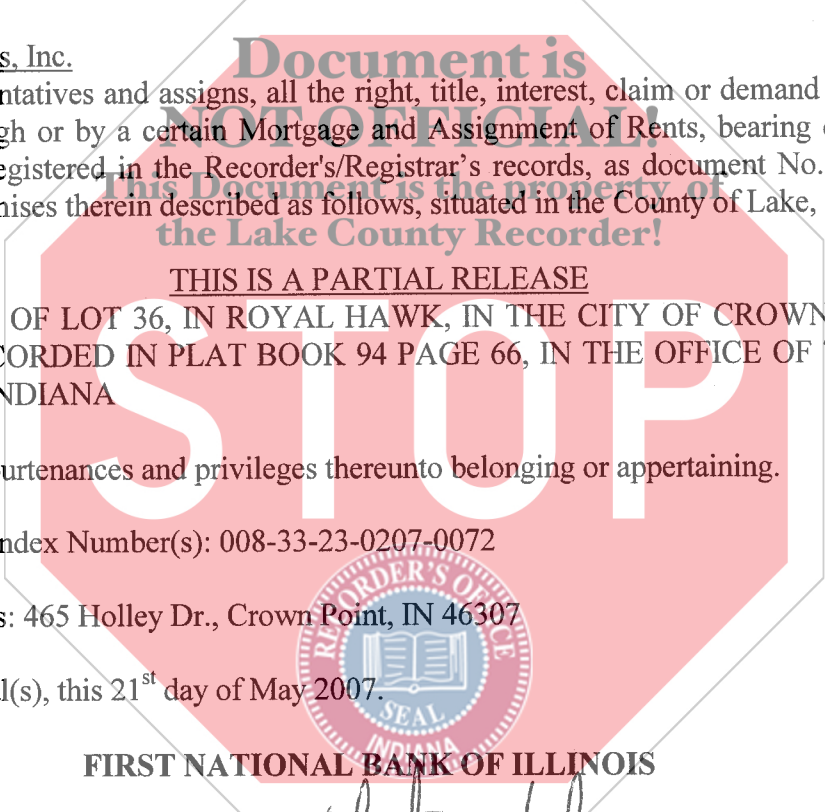 s, Inc.
Document is
ntatives and assigns, all the right, title, interest, claim or demand
NOT OFFICIAL!
gh or by a certain Mortgage and Assignment of Rents, bearing
egistered in the Recorder's/Registrar's records, as document No.
This Document is the property of
nises therein described as follows, situated in the County of Lake,
the Lake County Recorder!
THIS IS A PARTIAL RELEASE
OF LOT 36, IN ROYAL HAWK, IN THE CITY OF CROWN
CORDED IN PLAT BOOK 94 PAGE 66, IN THE OFFICE OF
NDIANA
STOP
urtenances and privileges thereunto belonging or appertaining.
ndex Number(s): 008-33-23-0207-0072
RECORDER'S OFFICE
s: 465 Holley Dr., Crown Point, IN 46307
l(s), this 21st day of May 2007.
SEAL
INDIANA
FIRST NATIONAL BANK OF ILLINOIS